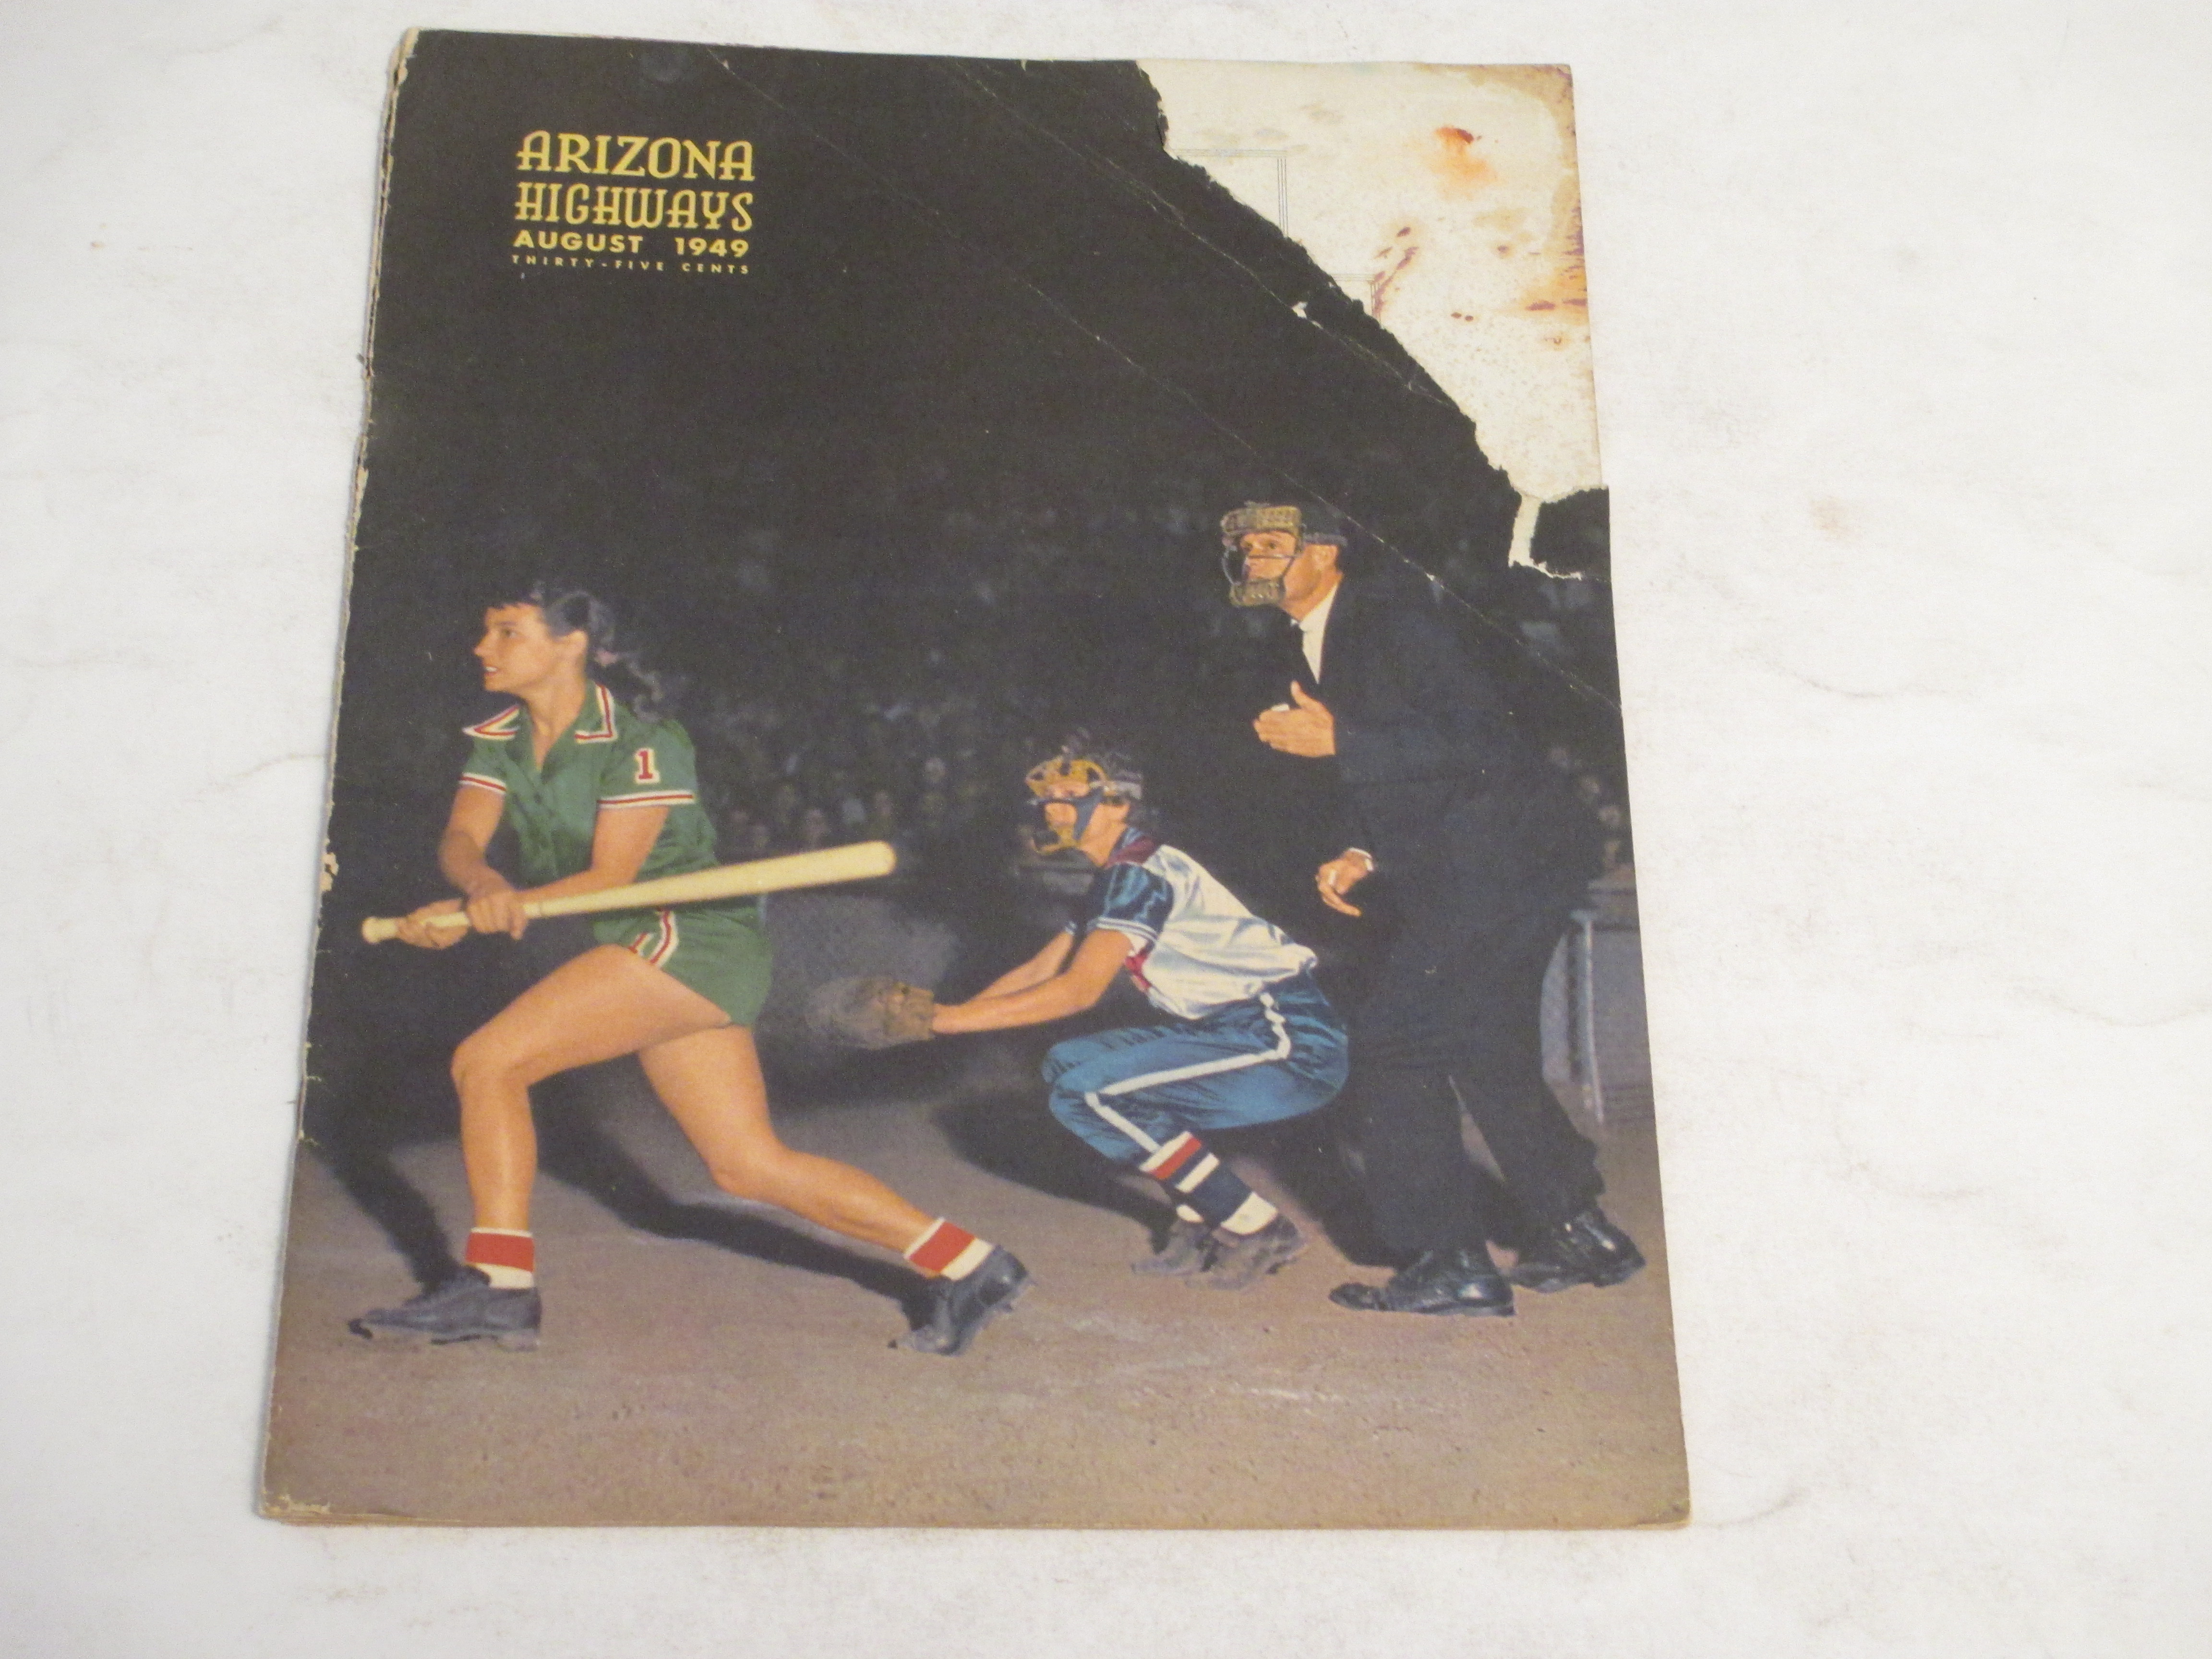 ARIZONA
HIGHWAYS
AUGUST 1949
THIRTY-FIVE CENTS
1